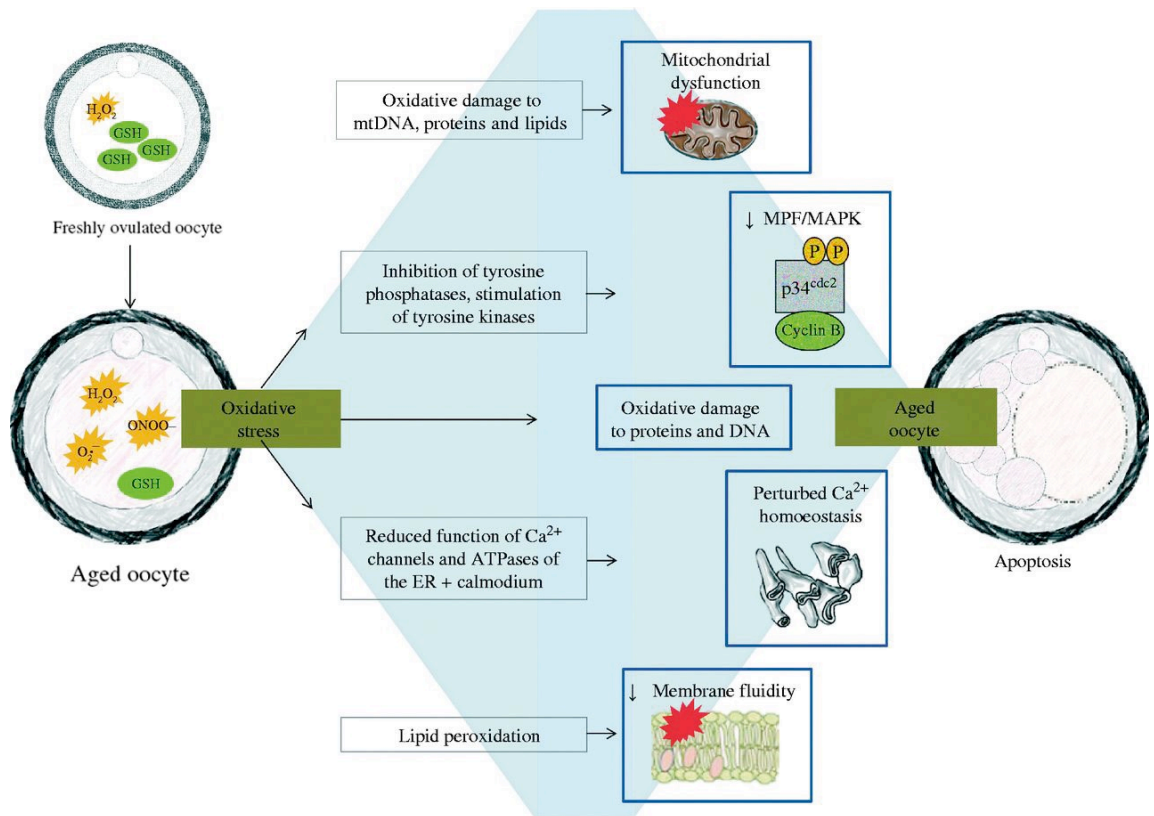 H₂O₂
GSH
GSH
GSH
Freshly ovulated oocyte
H₂O₂
ONOO–
O₂·⁻
GSH
Aged oocyte
Oxidative
stress
Oxidative damage to
mtDNA, proteins and lipids
Mitochondrial
dysfunction
Inhibition of tyrosine
phosphatases, stimulation
of tyrosine kinases
↓ MPF/MAPK
P P
p34ᶜᵈᶜ²
Cyclin B
Oxidative damage
to proteins and DNA
Reduced function of Ca²⁺
channels and ATPases of
the ER + calmodium
Perturbed Ca²⁺
homoeostasis
Lipid peroxidation
↓ Membrane fluidity
Aged
oocyte
Apoptosis